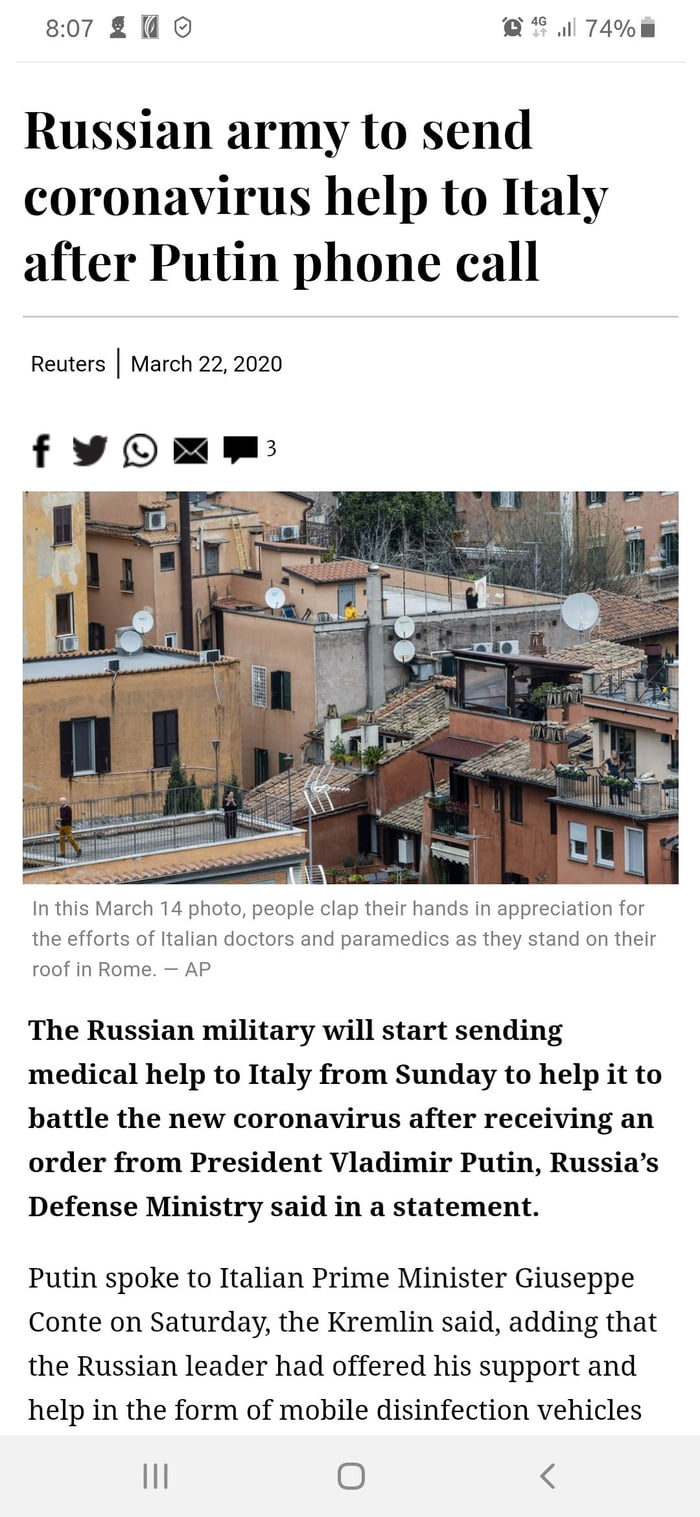 8:07
4G
74%
Russian army to send
coronavirus help to Italy
after Putin phone call
Reuters | March 22, 2020
3
In this March 14 photo, people clap their hands in appreciation for
the efforts of Italian doctors and paramedics as they stand on their
roof in Rome. — AP
The Russian military will start sending
medical help to Italy from Sunday to help it to
battle the new coronavirus after receiving an
order from President Vladimir Putin, Russia’s
Defense Ministry said in a statement.
Putin spoke to Italian Prime Minister Giuseppe
Conte on Saturday, the Kremlin said, adding that
the Russian leader had offered his support and
help in the form of mobile disinfection vehicles